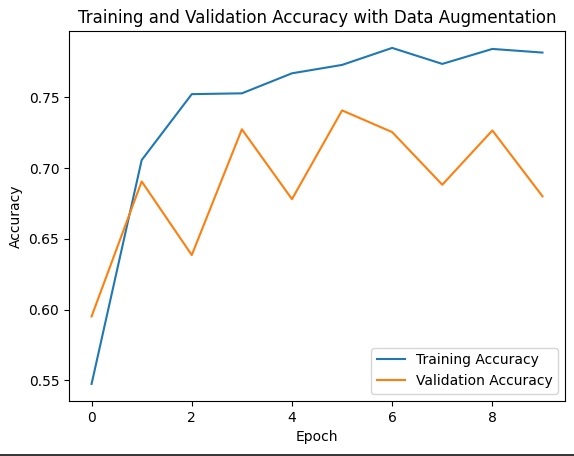 Training and Validation Accuracy with Data Augmentation
Accuracy
0.75
0.70
0.65
0.60
0.55
Training Accuracy
Validation Accuracy
0 2 4 6 8
Epoch